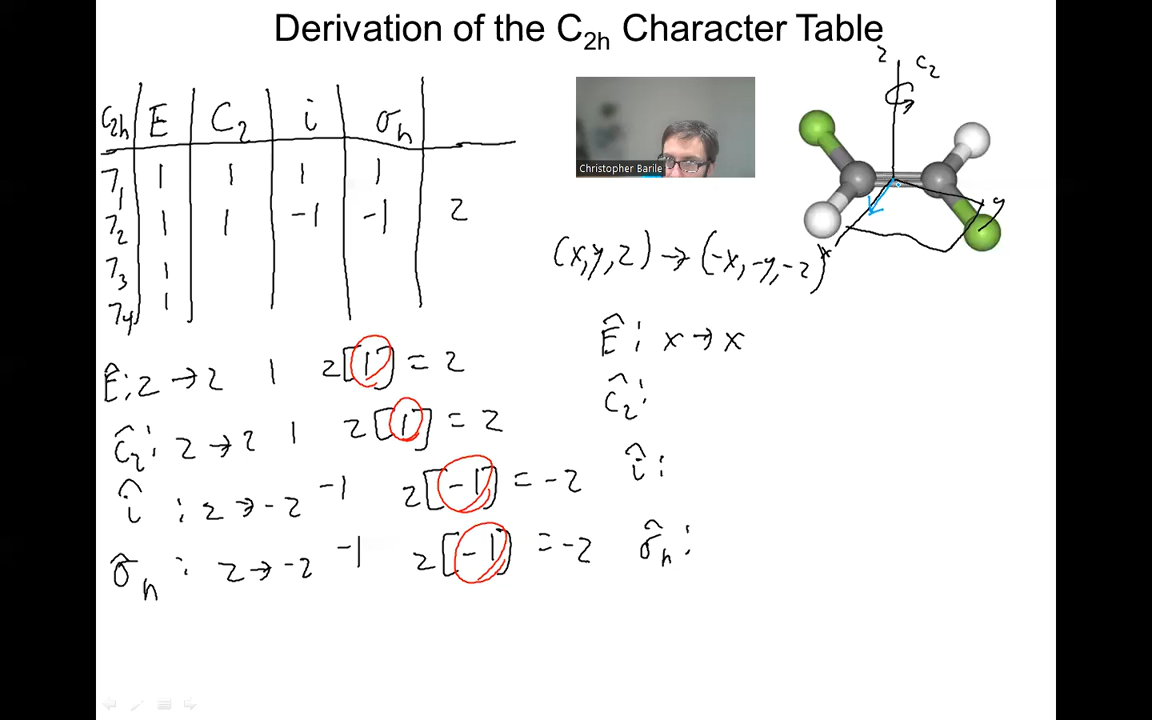 Derivation of the C2h Character Table
C2h E C2 i σh
Γ1 1 1 1 1
Γ2 1 1 -1 -1 z
Γ3 1
Γ4 1
z C2
Christopher Barile
y
x
(x,y,z) → (-x,-y,-z)
Ê: z → z 1 z[1] = z
Ĉ2: z → z 1 z[1] = z
î : z → -z -1 z[-1] = -z
σ̂h : z → -z -1 z[-1] = -z
Ê: x → x
Ĉ2:
î:
σ̂h: